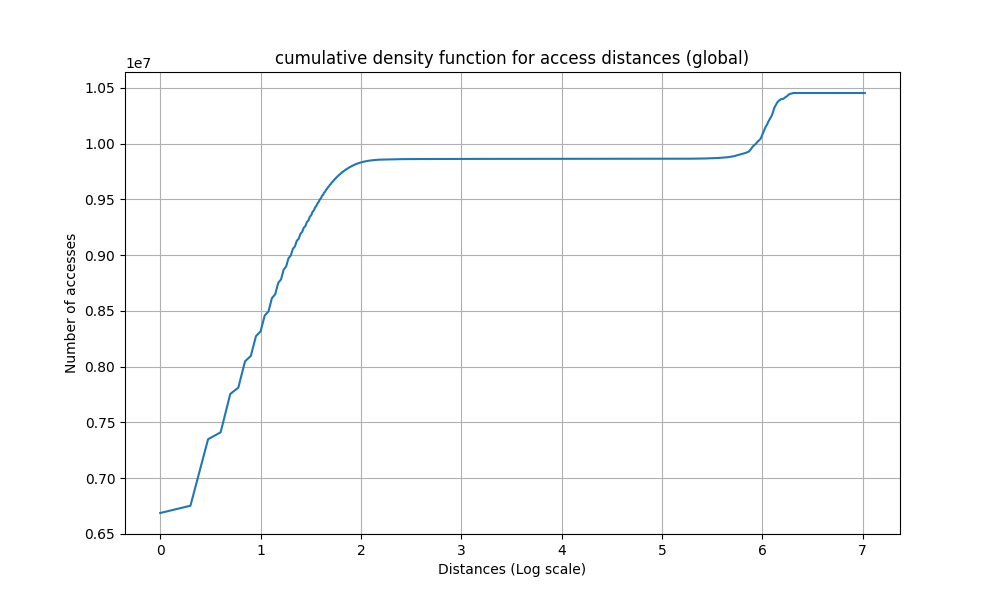 cumulative density function for access distances (global)
1e7
1.05
1.00
0.95
0.90
0.85
0.80
0.75
0.70
0.65
Number of accesses
0 1 2 3 4 5 6 7
Distances (Log scale)